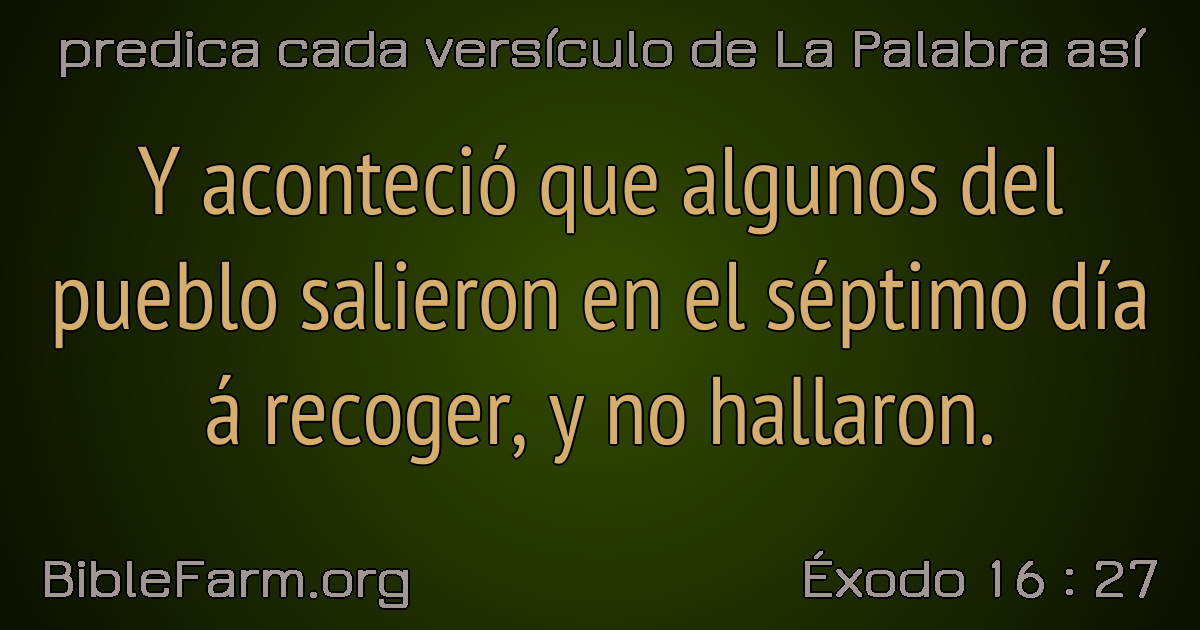 predica cada versículo de La Palabra así
Y aconteció que algunos del
pueblo salieron en el séptimo día
á recoger, y no hallaron.
BibleFarm.org
Éxodo 16 : 27